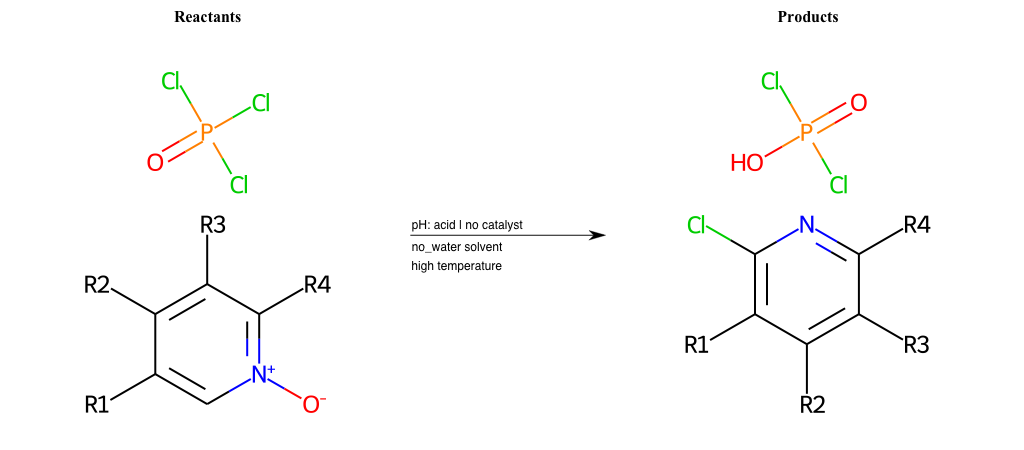 Reactants
Products
Cl
Cl
P
O
Cl
R3
R2
R4
R1
N+
O-
pH: acid | no catalyst
no_water solvent
high temperature
Cl
O
P
HO
Cl
Cl
N
R4
R1
R3
R2